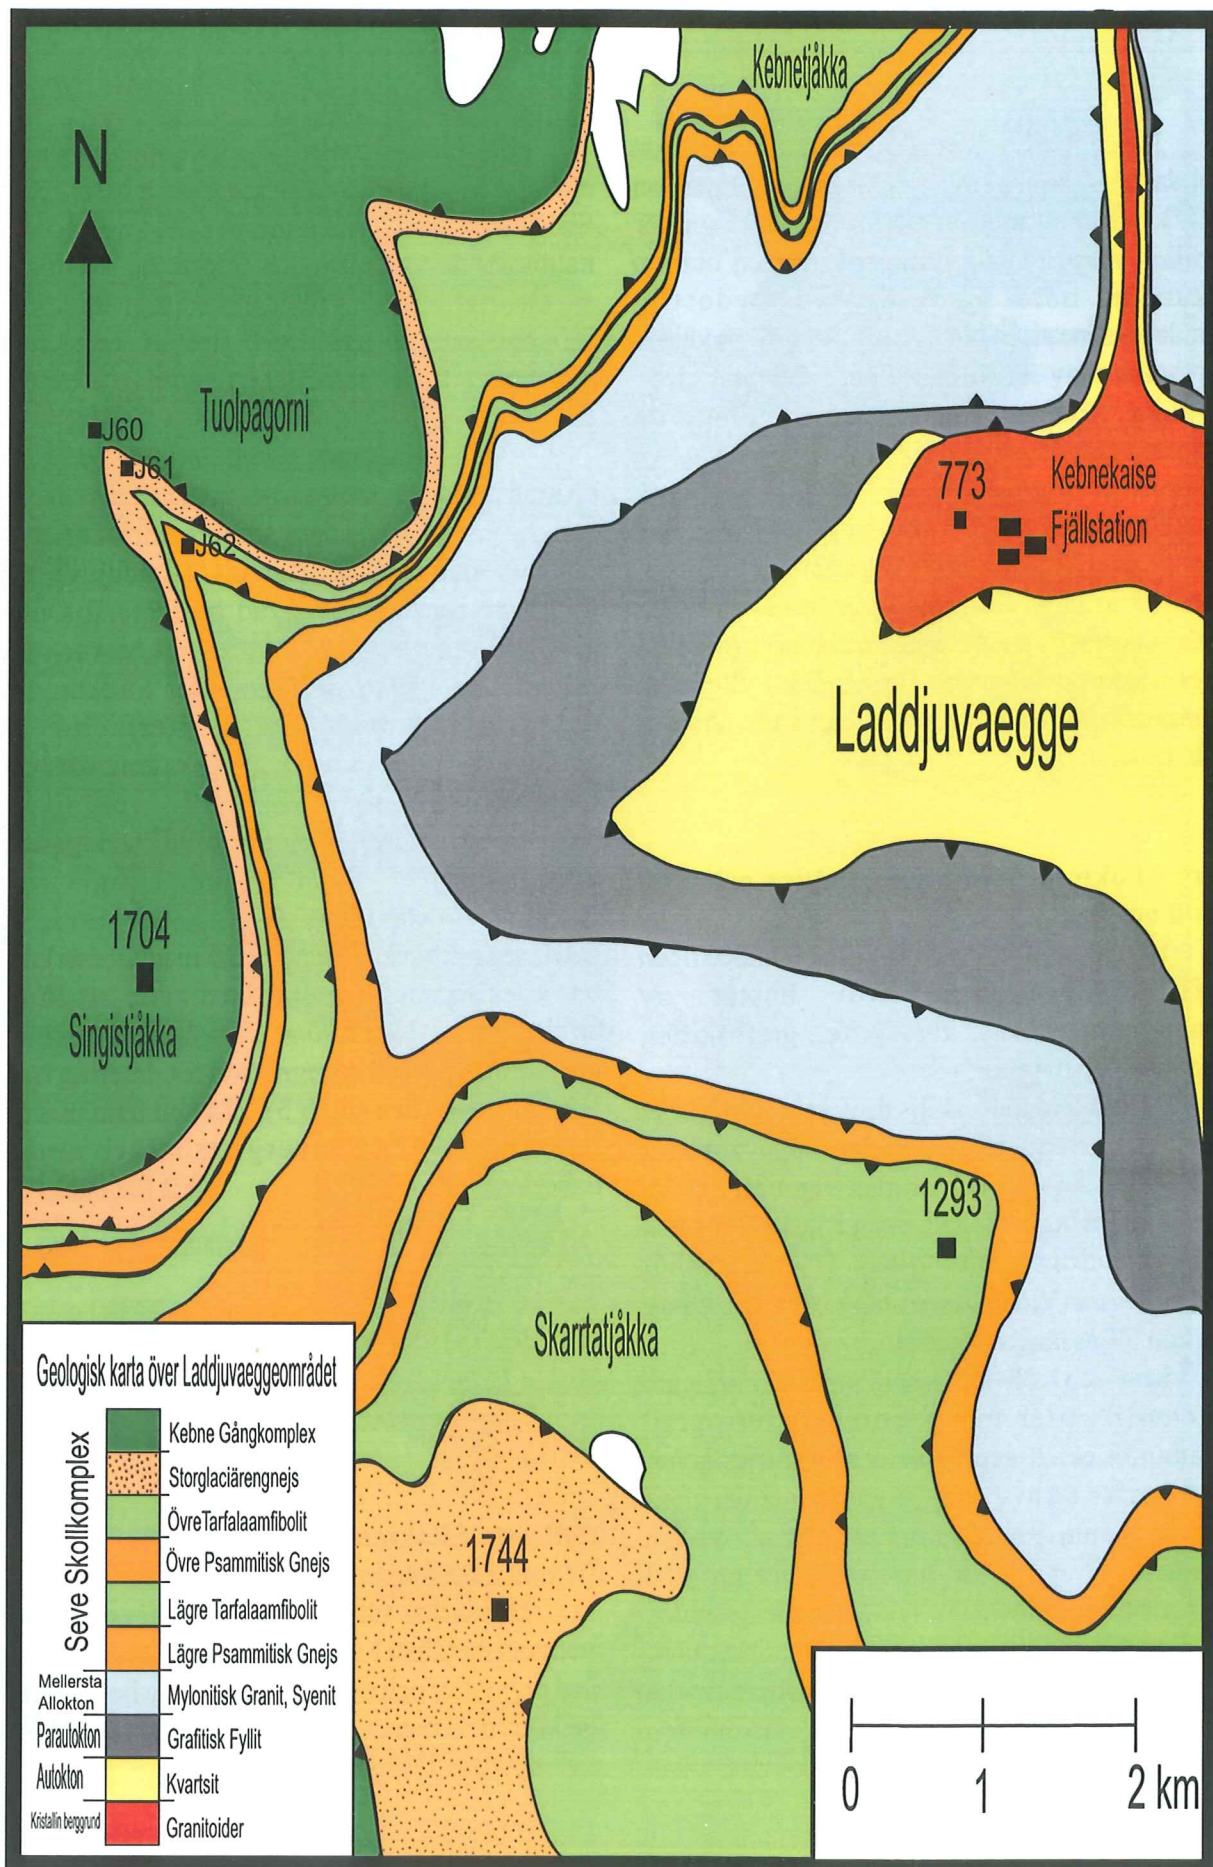 Kebnetjåkka
N
Tuolpagorni
J60
J61
J62
773
Kebnekaise
Fjällstation
Laddjuvaegge
1704
Singistjåkka
1293
Skarrtatjåkka
1744
Geologisk karta över Laddjuvaeggeområdet
Seve Skollkomplex
Kebne Gångkomplex
Storglaciärengnejs
ÖvreTarfalaamfibolit
Övre Psammitisk Gnejs
Lägre Tarfalaamfibolit
Lägre Psammitisk Gnejs
Mellersta
Allokton
Mylonitisk Granit, Syenit
Parautokton
Grafitisk Fyllit
Autokton
Kvartsit
Kristallin berggrund
Granitoider
0 1 2 km